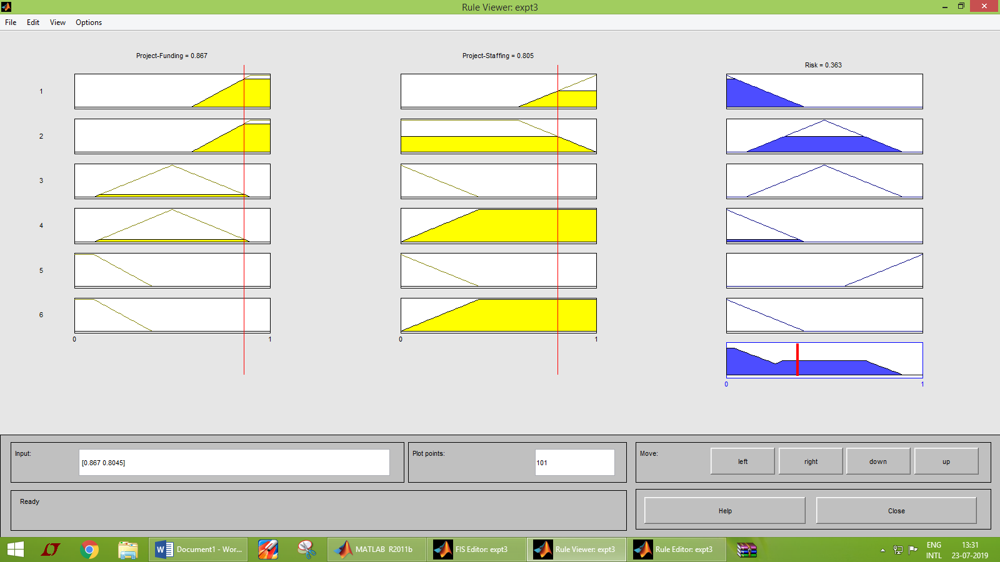 Rule Viewer: expt3
File Edit View Options
Project-Funding = 0.867
Project-Staffing = 0.805
Risk = 0.363
1
2
3
4
5
6
0 1
0 1
0 1
Input:
[0.867 0.8045]
Plot points:
101
Move:
left
right
down
up
Ready
Help
Close
Document1 - Wor...
MATLAB R2011b
FIS Editor: expt3
Rule Viewer: expt3
Rule Editor: expt3
ENG
INTL
13:31
23-07-2019